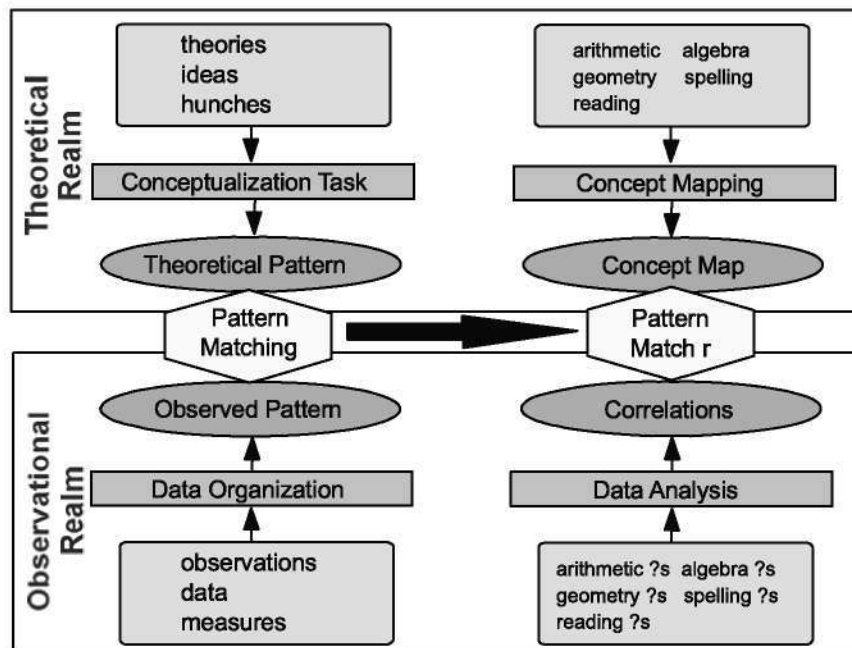 Theoretical
Realm
theories
ideas
hunches
Conceptualization Task
Theoretical Pattern
arithmetic algebra
geometry spelling
reading
Concept Mapping
Concept Map
Pattern
Matching
Pattern
Match r
Observational
Realm
Observed Pattern
Data Organization
observations
data
measures
Correlations
Data Analysis
arithmetic ?s algebra ?s
geometry ?s spelling ?s
reading ?s